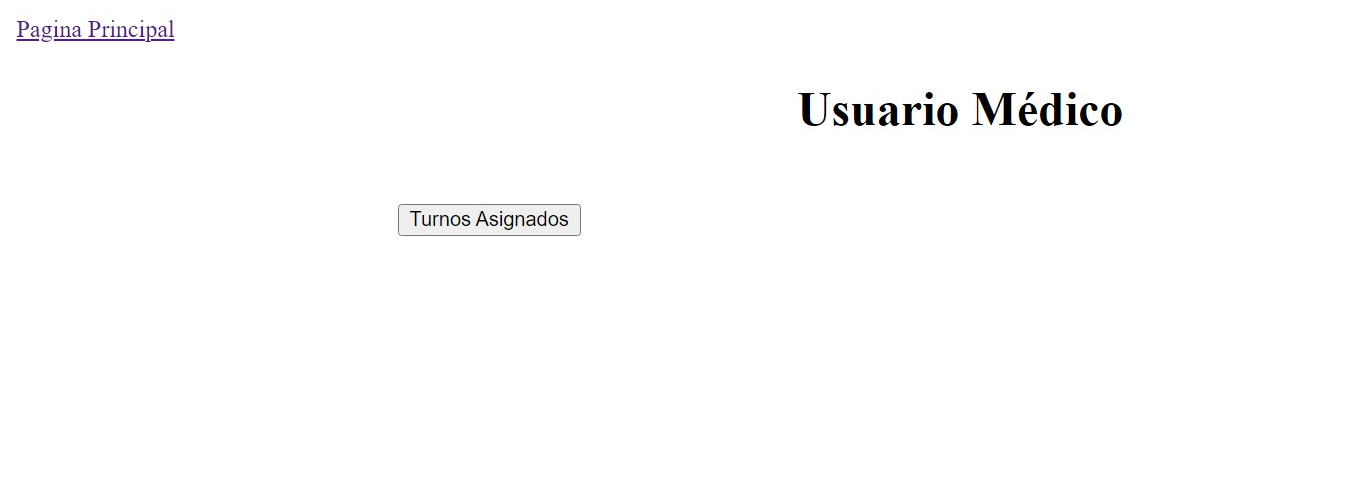 Pagina Principal
Usuario Médico
Turnos Asignados